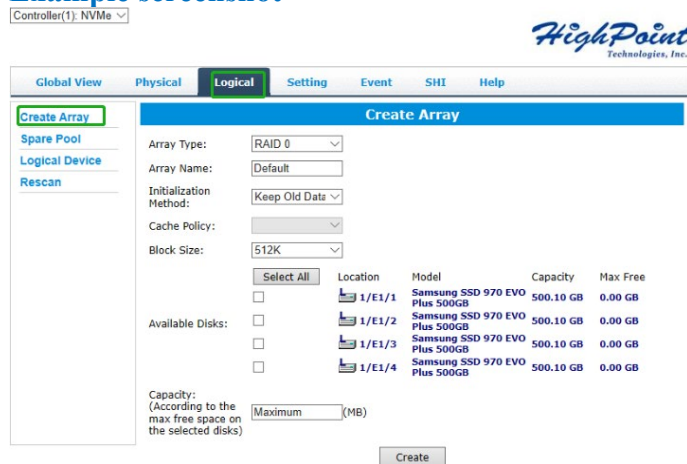 Example screenshot
Controller(1): NVMe
HighPoint
Technologies, Inc.
Global View Physical Logical Setting Event SHI Help
Create Array
Create Array
Spare Pool
Logical Device
Rescan
Array Type: RAID 0
Array Name: Default
Initialization
Method: Keep Old Data
Cache Policy:
Block Size: 512K
Select All Location Model Capacity Max Free
1/E1/1 Samsung SSD 970 EVO
Plus 500GB 500.10 GB 0.00 GB
Available Disks:
1/E1/2 Samsung SSD 970 EVO
Plus 500GB 500.10 GB 0.00 GB
1/E1/3 Samsung SSD 970 EVO
Plus 500GB 500.10 GB 0.00 GB
1/E1/4 Samsung SSD 970 EVO
Plus 500GB 500.10 GB 0.00 GB
Capacity:
(According to the
max free space on
the selected disks) Maximum (MB)
Create